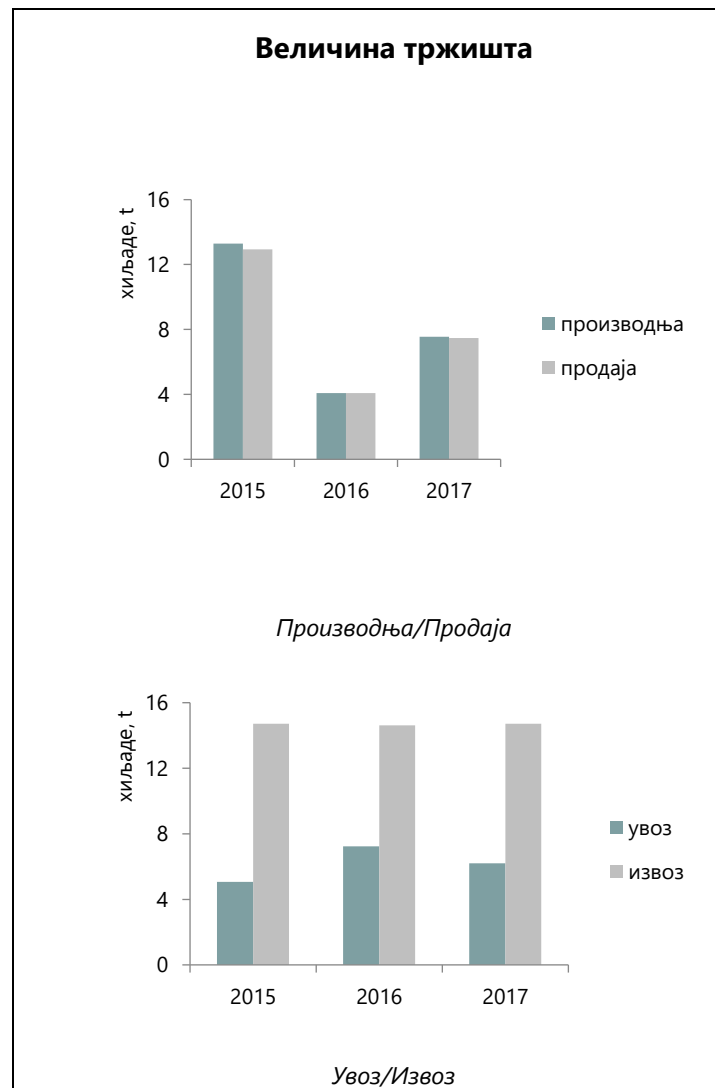 Величина тржишта
хиљаде, t
16
12
8
4
0
2015 2016 2017
производња
продаја
Производња/Продаја
хиљаде, t
16
12
8
4
0
2015 2016 2017
увоз
извоз
Увоз/Извоз